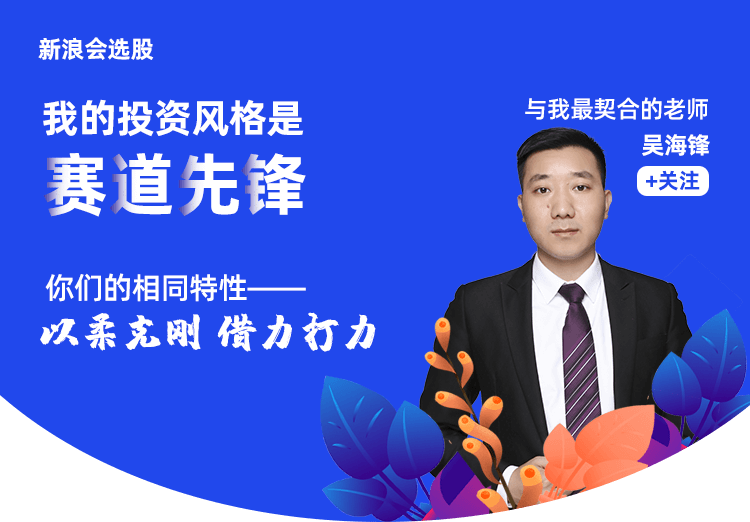 新浪会选股
我的投资风格是
赛道先锋
与我最契合的老师
吴海锋
+关注
你们的相同特性——
以柔克刚 借力打力